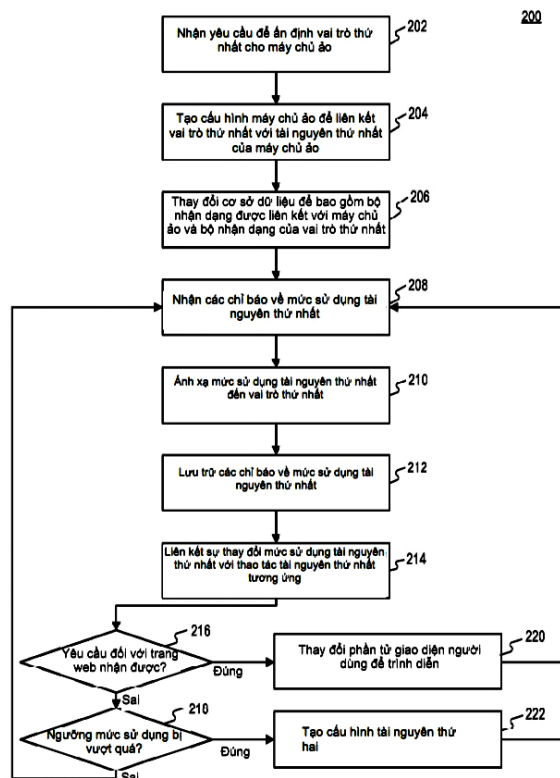 200
Nhận yêu cầu để ấn định vai trò thứ
nhất cho máy chủ ảo
202
Tạo cấu hình máy chủ ảo để liên kết
vai trò thứ nhất với tài nguyên thứ nhất
của máy chủ ảo
204
Thay đổi cơ sở dữ liệu để bao gồm bộ
nhận dạng được liên kết với máy chủ
ảo và bộ nhận dạng của vai trò thứ nhất
206
Nhận các chỉ báo về mức sử dụng tài
nguyên thứ nhất
208
Ánh xạ mức sử dụng tài nguyên thứ nhất
đến vai trò thứ nhất
210
Lưu trữ các chỉ báo về mức sử dụng tài
nguyên thứ nhất
212
Liên kết sự thay đổi mức sử dụng tài nguyên
thứ nhất với thao tác tài nguyên thứ nhất
tương ứng
214
216
Yêu cầu đối với trang
web nhận được?
Đúng
Sai
Thay đổi phần tử giao diện người
dùng để trình diễn
220
218
Ngưỡng mức sử dụng bị
vượt quá?
Đúng
Sai
Tạo cấu hình tài nguyên thứ
hai
222